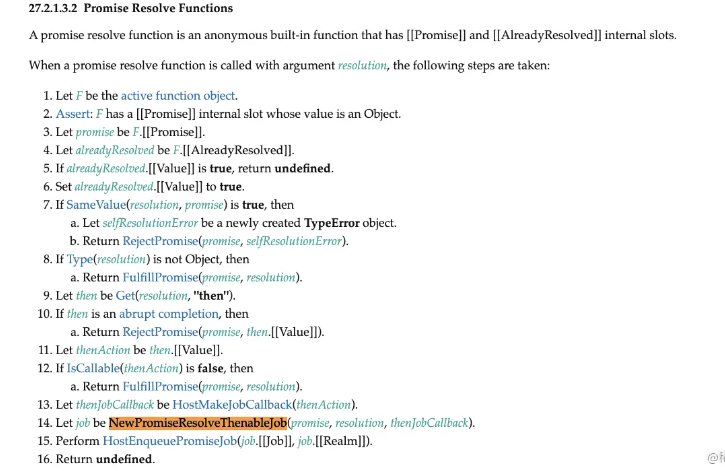 27.2.1.3.2 Promise Resolve Functions
A promise resolve function is an anonymous built-in function that has [[Promise]] and [[AlreadyResolved]] internal slots.
When a promise resolve function is called with argument resolution, the following steps are taken:
1. Let F be the active function object.
2. Assert: F has a [[Promise]] internal slot whose value is an Object.
3. Let promise be F.[[Promise]].
4. Let alreadyResolved be F.[[AlreadyResolved]].
5. If alreadyResolved.[[Value]] is true, return undefined.
6. Set alreadyResolved.[[Value]] to true.
7. If SameValue(resolution, promise) is true, then
a. Let selfResolutionError be a newly created TypeError object.
b. Return RejectPromise(promise, selfResolutionError).
8. If Type(resolution) is not Object, then
a. Return FulfillPromise(promise, resolution).
9. Let then be Get(resolution, "then").
10. If then is an abrupt completion, then
a. Return RejectPromise(promise, then.[[Value]]).
11. Let thenAction be then.[[Value]].
12. If IsCallable(thenAction) is false, then
a. Return FulfillPromise(promise, resolution).
13. Let thenJobCallback be HostMakeJobCallback(thenAction).
14. Let job be NewPromiseResolveThenableJob(promise, resolution, thenJobCallback).
15. Perform HostEnqueuePromiseJob(job.[[Job]], job.[[Realm]]).
16. Return undefined.